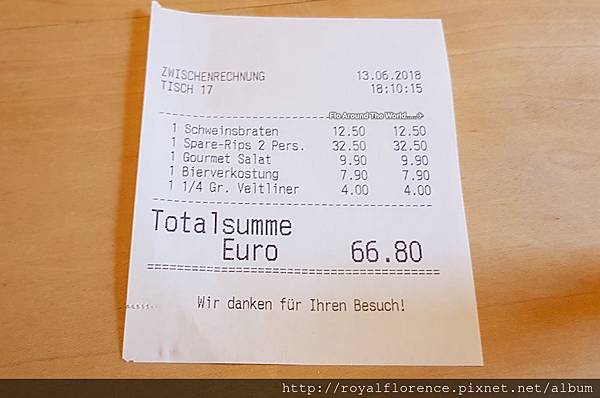 ZWISCHENRECHNUNG 13.06.2018
TISCH 17 18:10:15
Flo Around The World.....✈
1 Schweinsbraten 12.50 12.50
1 Spare-Rips 2 Pers. 32.50 32.50
1 Gourmet Salat 9.90 9.90
1 Bierverkostung 7.90 7.90
1 1/4 Gr. Veltliner 4.00 4.00
Totalsumme
Euro 66.80
Wir danken für Ihren Besuch!
http://royalflorence.pixnet.net/album